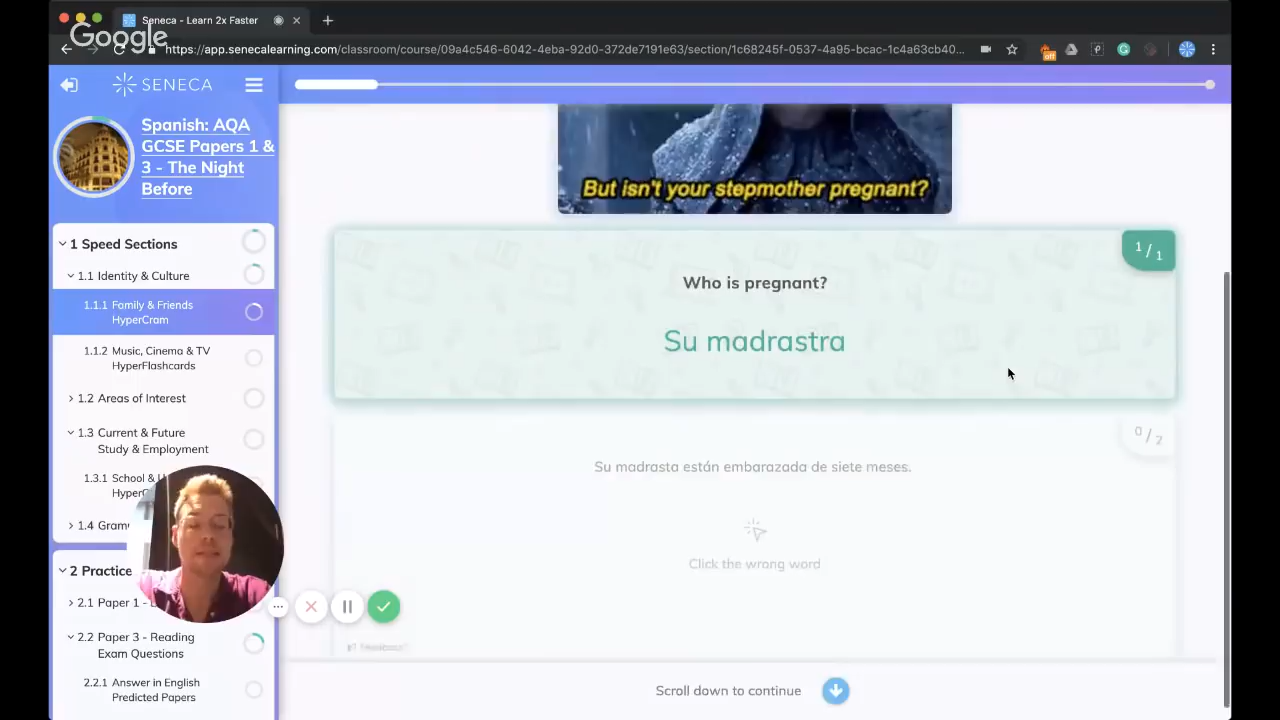 Seneca - Learn 2x Faster
Google
https://app.senecalearning.com/classroom/course/09a4c546-6042-4eba-92d0-372de7191e63/section/1c68245f-0537-4a95-bcac-1c4a63cb40...
off
SENECA
Spanish: AQA
GCSE Papers 1 &
3 - The Night
Before
1 Speed Sections
1.1 Identity & Culture
1.1.1 Family & Friends
HyperCram
1.1.2 Music, Cinema & TV
HyperFlashcards
1.2 Areas of Interest
1.3 Current & Future
Study & Employment
1.3.1 School &
1.4 Gram
2 Practice
2.1 Paper 1 -
2.2 Paper 3 - Reading
Exam Questions
2.2.1 Answer in English
Predicted Papers
But isn't your stepmother pregnant?
1 / 1
Who is pregnant?
Su madrastra
0 / 2
Su madrasta están embarazada de siete meses.
Click the wrong word
Scroll down to continue